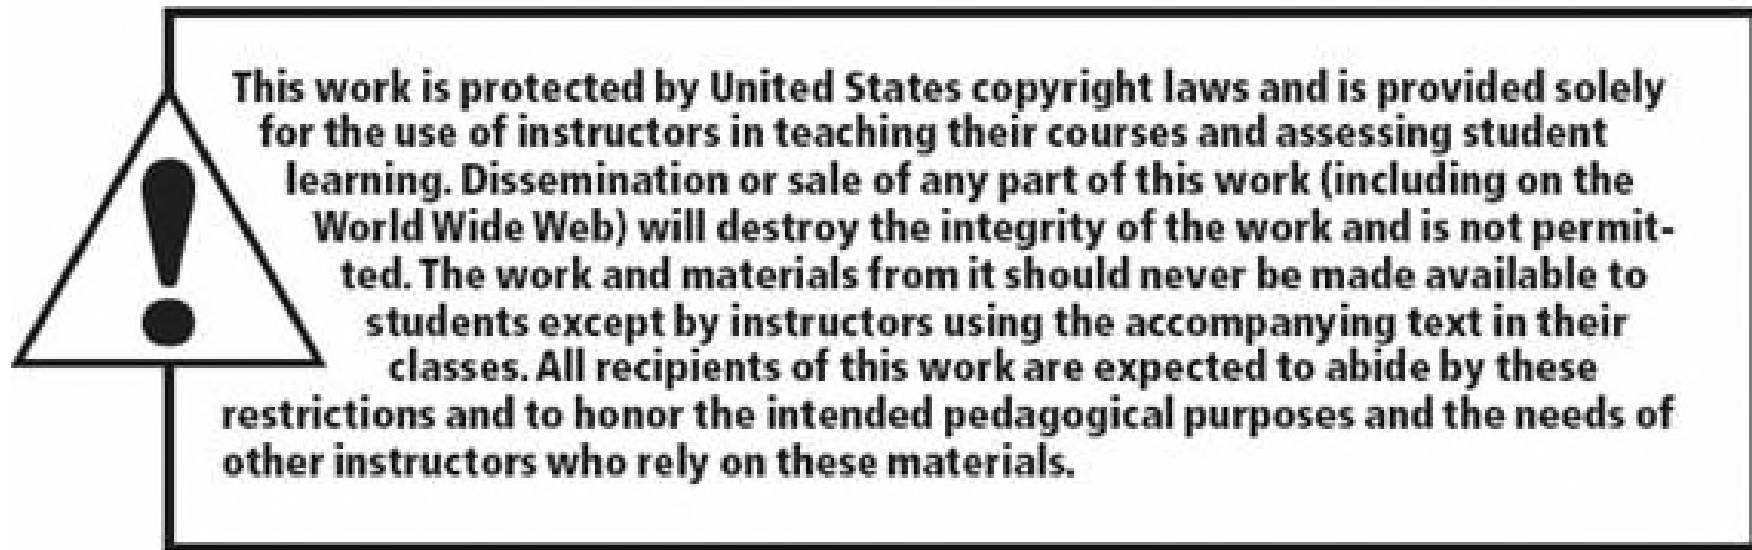 This work is protected by United States copyright laws and is provided solely
for the use of instructors in teaching their courses and assessing student
learning. Dissemination or sale of any part of this work (including on the
World Wide Web) will destroy the integrity of the work and is not permit-
ted. The work and materials from it should never be made available to
students except by instructors using the accompanying text in their
classes. All recipients of this work are expected to abide by these
restrictions and to honor the intended pedagogical purposes and the needs of
other instructors who rely on these materials.